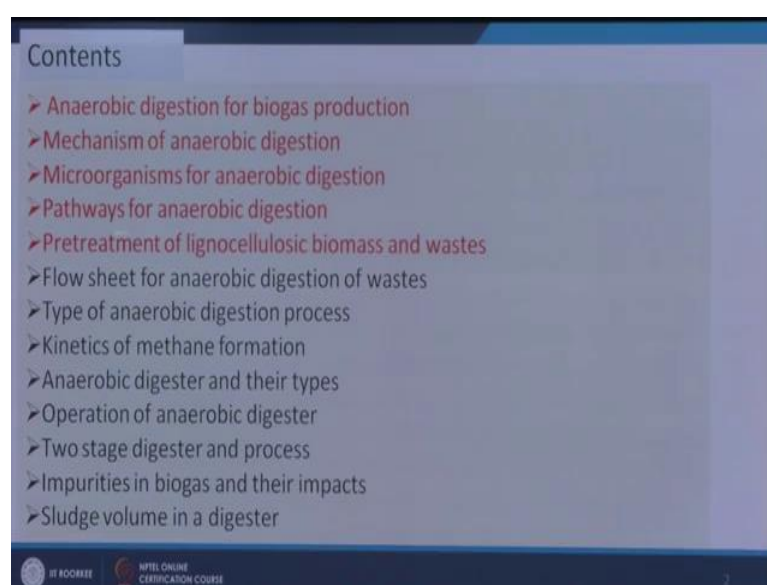 Contents
➢ Anaerobic digestion for biogas production
➢Mechanism of anaerobic digestion
➢Microorganisms for anaerobic digestion
➢Pathways for anaerobic digestion
➢Pretreatment of lignocellulosic biomass and wastes
➢Flow sheet for anaerobic digestion of wastes
➢Type of anaerobic digestion process
➢Kinetics of methane formation
➢Anaerobic digester and their types
➢Operation of anaerobic digester
➢Two stage digester and process
➢Impurities in biogas and their impacts
➢Sludge volume in a digester
IIT ROORKEE
NPTEL ONLINE
CERTIFICATION COURSE
2